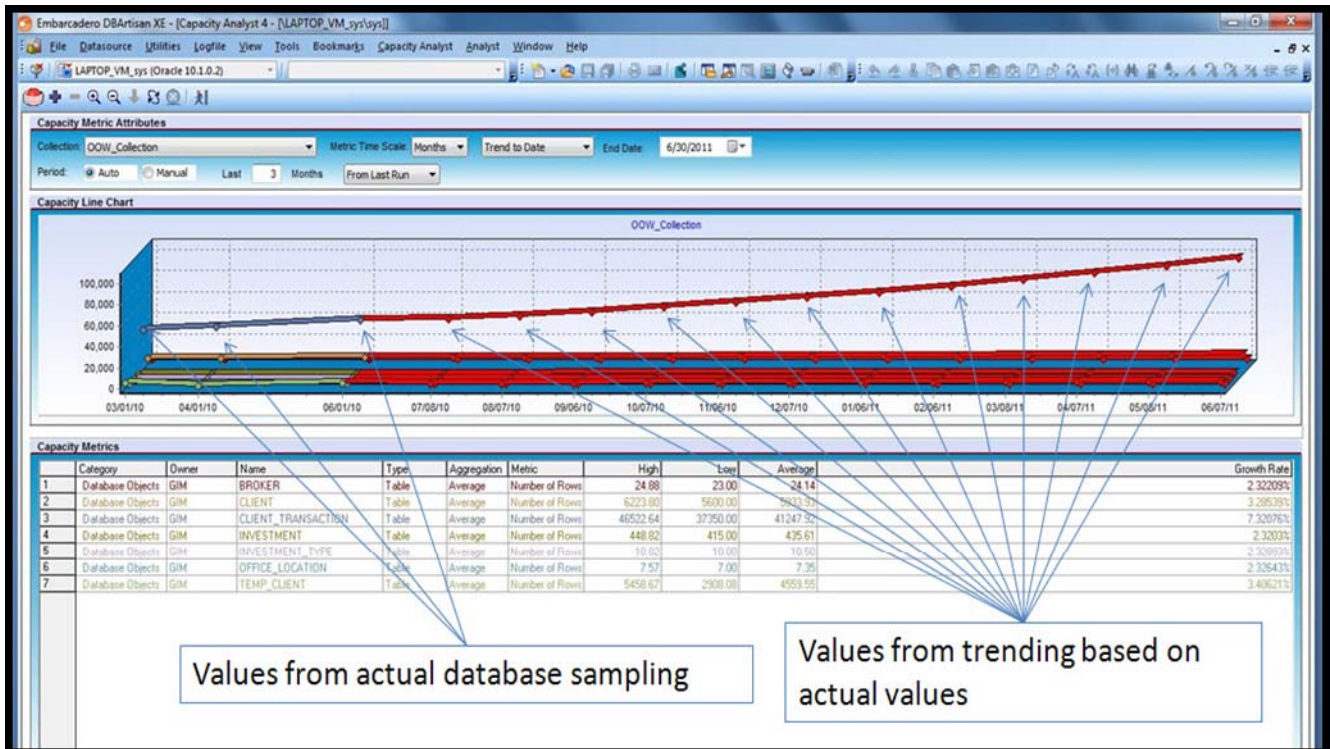 Embarcadero DBArtisan XE - [Capacity Analyst 4 - [\LAPTOP_VM_sys\sys]]
File Datasource Utilities Logfile View Tools Bookmarks Capacity Analyst Analyst Window Help
LAPTOP_VM_sys (Oracle 10.1.0.2)
Capacity Metric Attributes
Collection: OOW_Collection Metric Time Scale: Months Trend to Date End Date: 6/30/2011
Period: Auto Manual Last 3 Months From Last Run
Capacity Line Chart
OOW_Collection
100,000
80,000
60,000
40,000
20,000
0
03/01/10 04/01/10 06/01/10 07/08/10 08/07/10 09/06/10 10/07/10 11/06/10 12/07/10 01/06/11 02/06/11 03/08/11 04/07/11 05/08/11 06/07/11
Capacity Metrics
Category Owner Name Type Aggregation Metric High Low Average Growth Rate
1 Database Objects GIM BROKER Table Average Number of Rows 24.88 23.00 24.14 2.32209%
2 Database Objects GIM CLIENT Table Average Number of Rows 6223.80 5600.00 5933.93 3.28539%
3 Database Objects GIM CLIENT_TRANSACTION Table Average Number of Rows 46522.64 37350.00 41247.92 7.32076%
4 Database Objects GIM INVESTMENT Table Average Number of Rows 448.82 415.00 435.61 2.3203%
5 Database Objects GIM INVESTMENT_TYPE Table Average Number of Rows 10.00 10.50
6 Database Objects GIM OFFICE_LOCATION Table Average Number of Rows 7.57 7.00 7.35 2.32643%
7 Database Objects GIM TEMP_CLIENT Table Average Number of Rows 5458.67 2908.08 4559.55 3.40621%
Values from actual database sampling
Values from trending based on
actual values